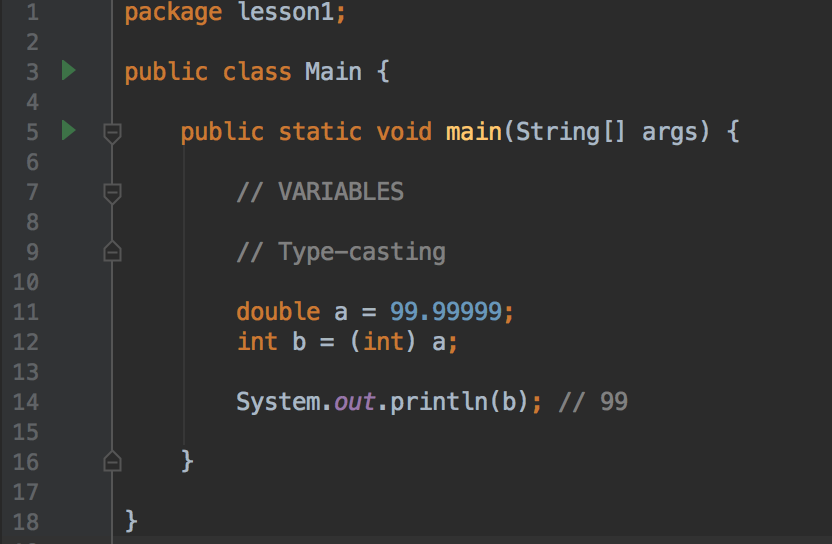 1 package lesson1;
2
3 public class Main {
4
5 public static void main(String[] args) {
6
7 // VARIABLES
8
9 // Type-casting
10
11 double a = 99.99999;
12 int b = (int) a;
13
14 System.out.println(b); // 99
15
16 }
17
18 }